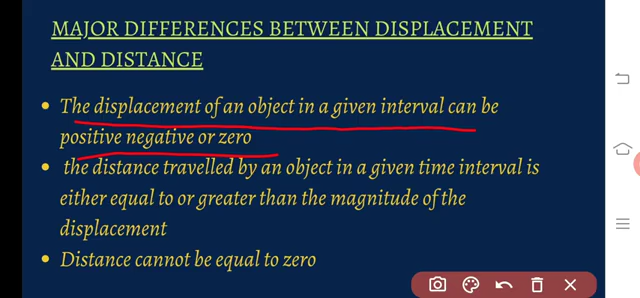 MAJOR DIFFERENCES BETWEEN DISPLACEMENT
AND DISTANCE
• The displacement of an object in a given interval can be
positive negative or zero
• the distance travelled by an object in a given time interval is
either equal to or greater than the magnitude of the
displacement
• Distance cannot be equal to zero